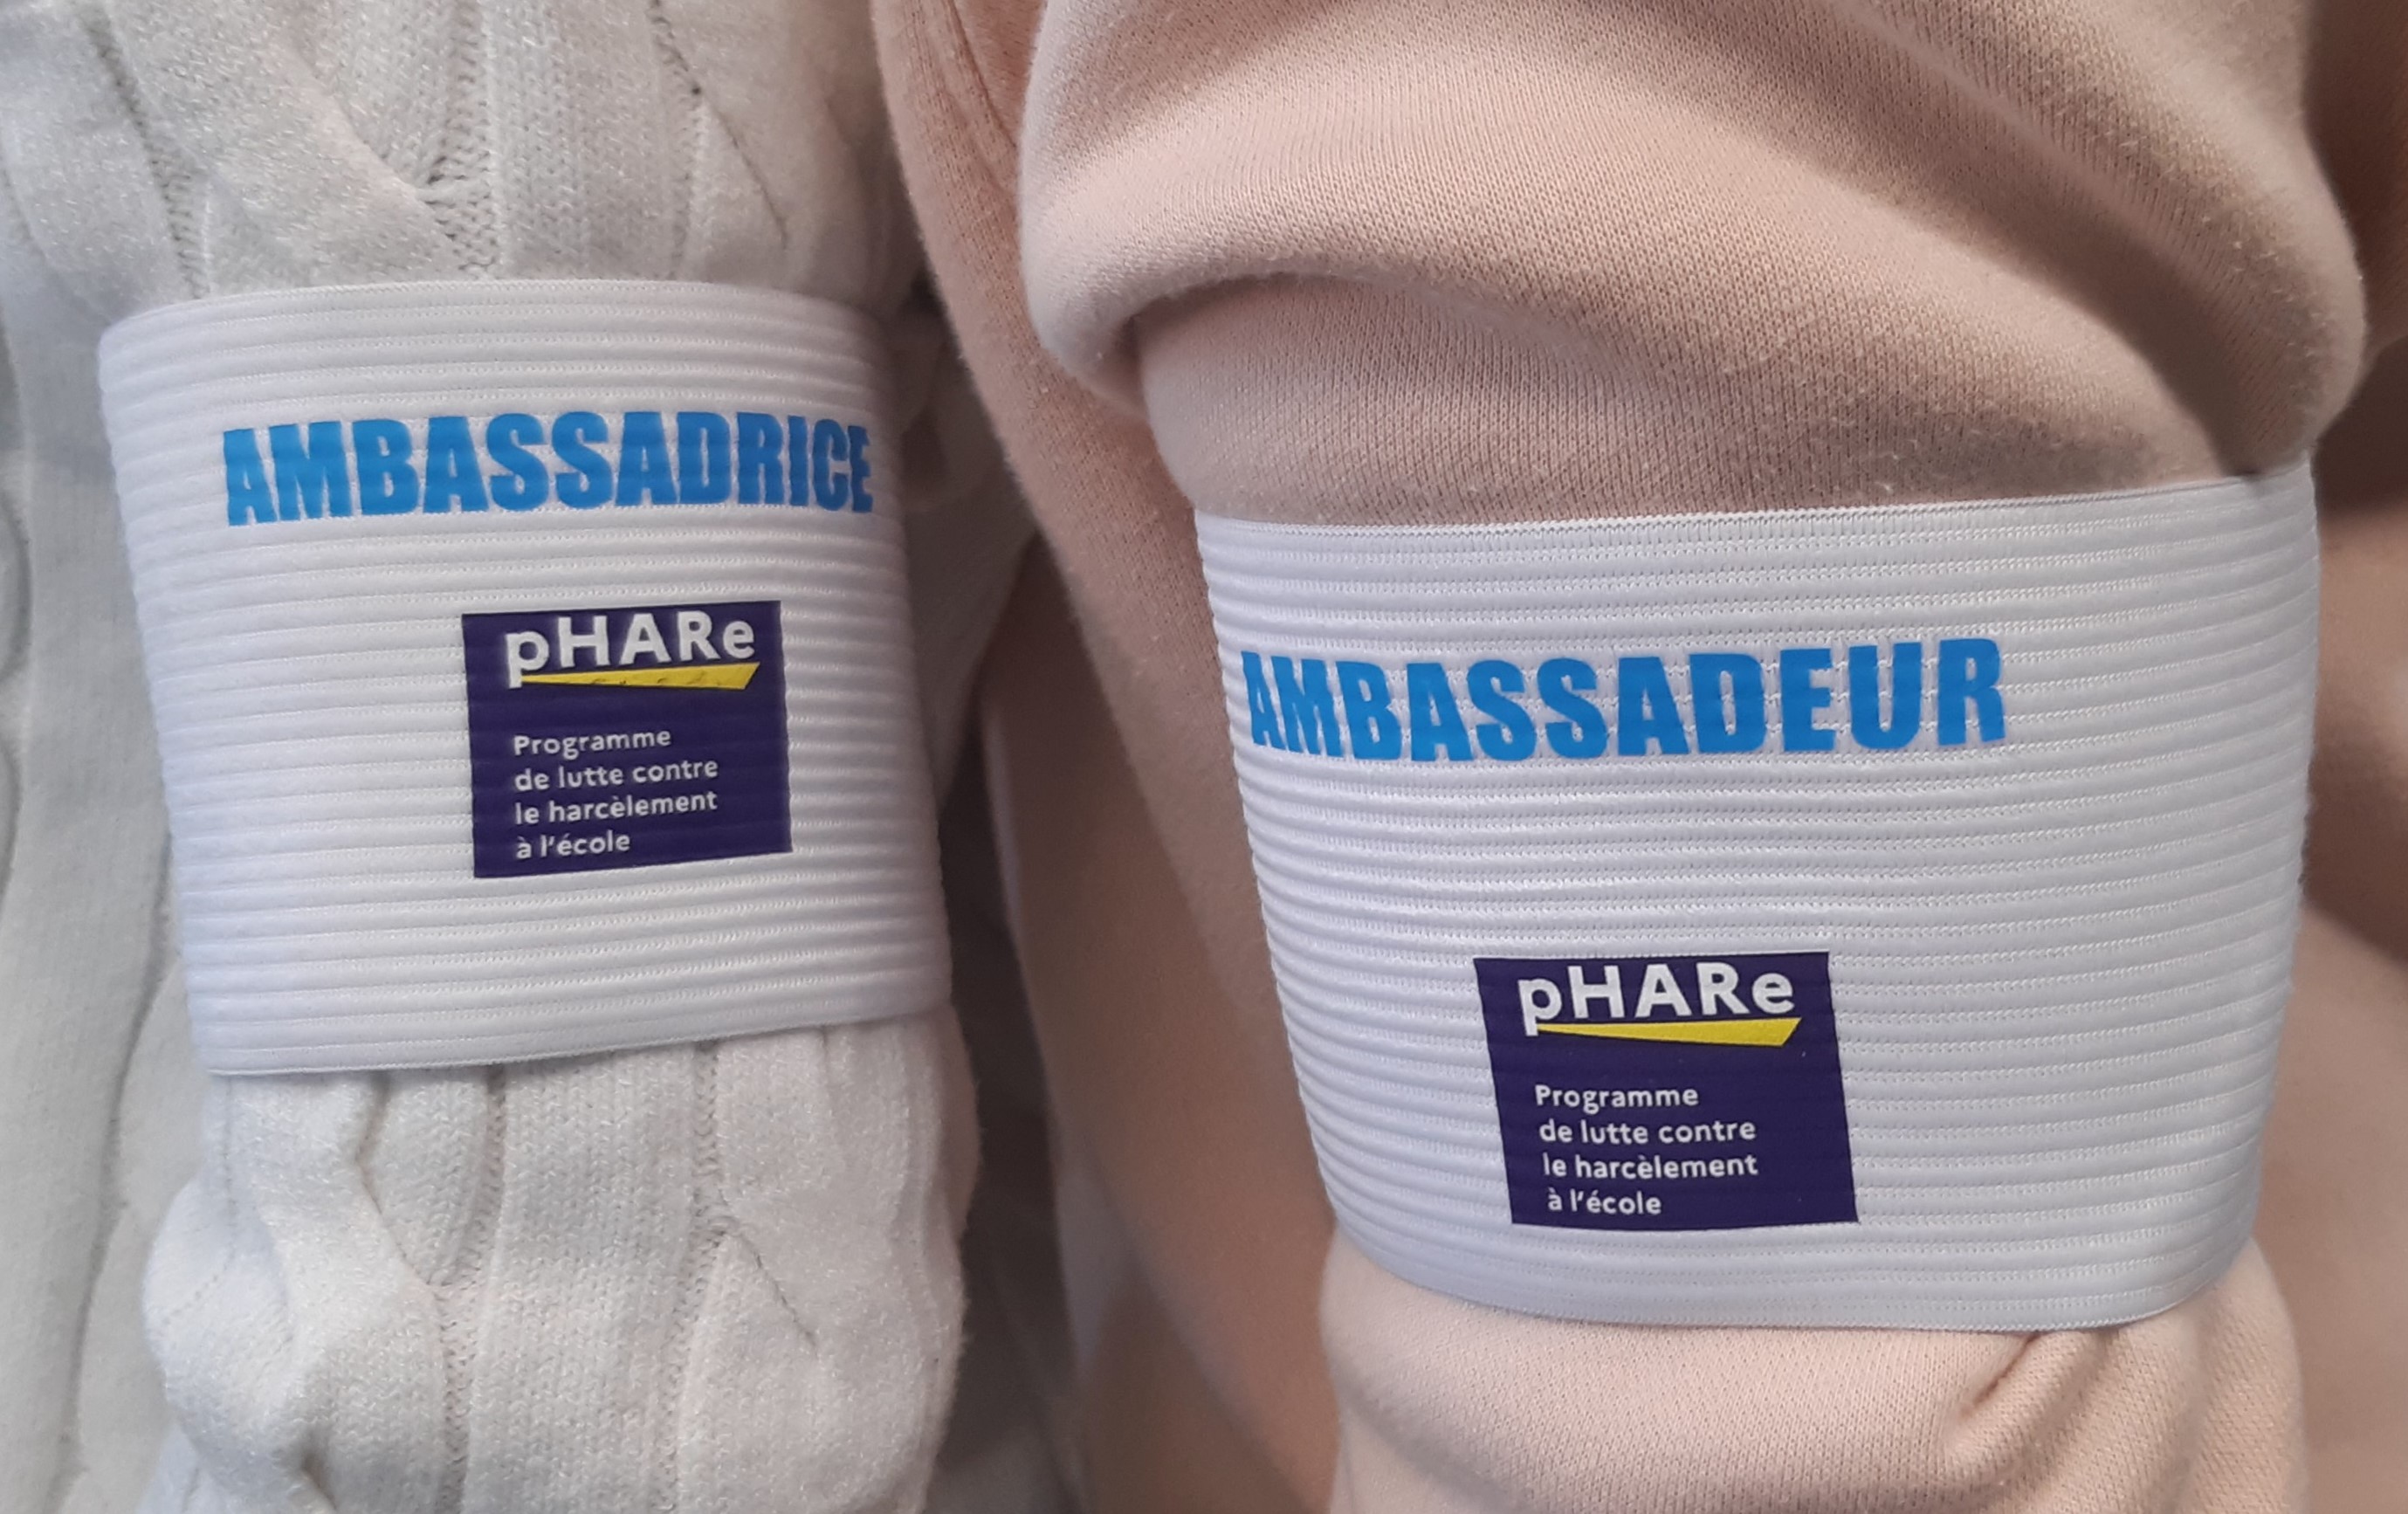 AMBASSADRICE
pHARe
Programme
de lutte contre
le harcèlement
à l'école
AMBASSADEUR
pHARe
Programme
de lutte contre
le harcèlement
à l'école